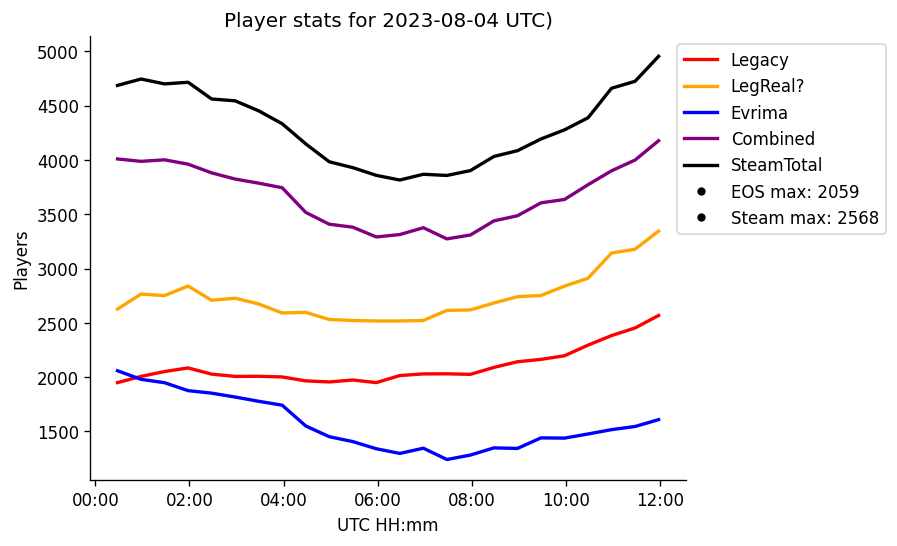 Player stats for 2023-08-04 UTC)
5000
4500
4000
3500
3000
2500
2000
1500
Players
00:00 02:00 04:00 06:00 08:00 10:00 12:00
UTC HH:mm
Legacy
LegReal?
Evrima
Combined
SteamTotal
EOS max: 2059
Steam max: 2568